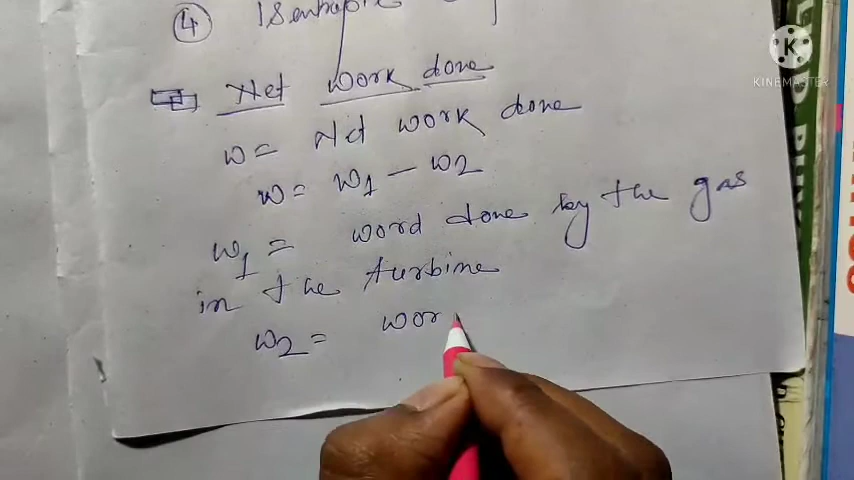 ④ Isentropic
Net work done
w = Net work done
w = w1 - w2
w1 = word done by the gas
in the turbine
w2 = wor
KINEMASTER